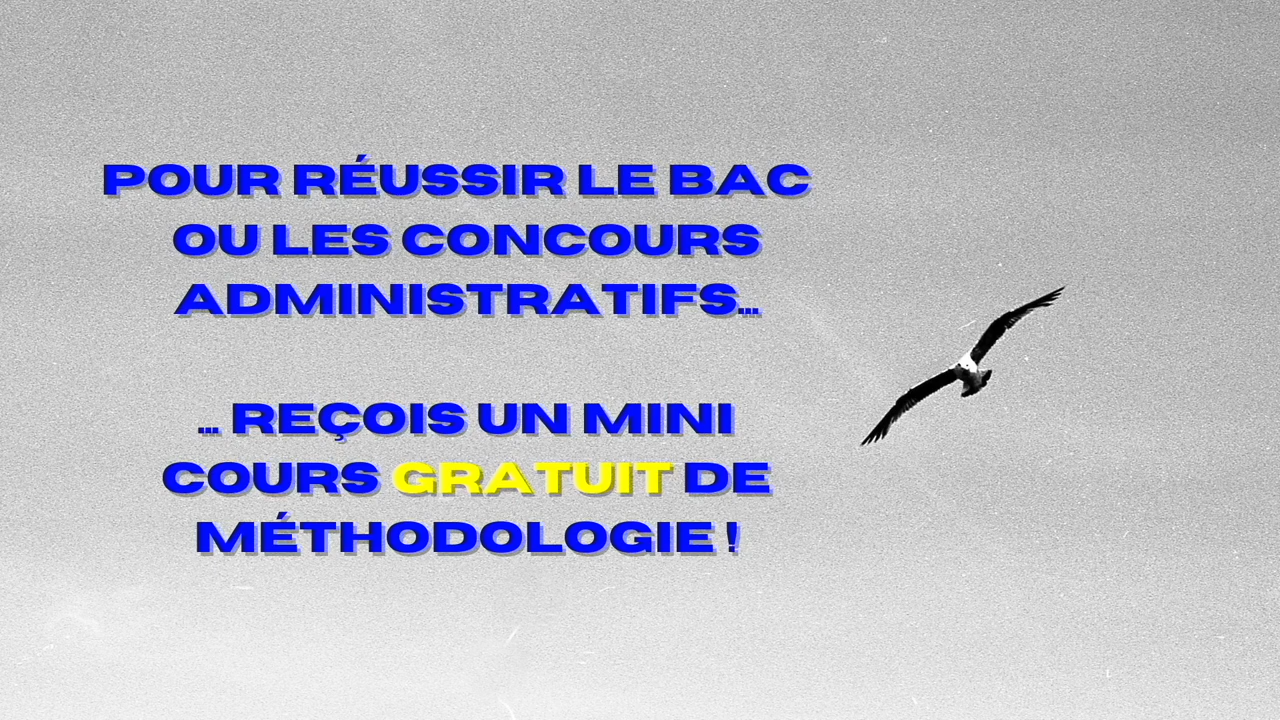 POUR RÉUSSIR LE BAC
OU LES CONCOURS
ADMINISTRATIFS...
... REÇOIS UN MINI
COURS GRATUIT DE
MÉTHODOLOGIE !